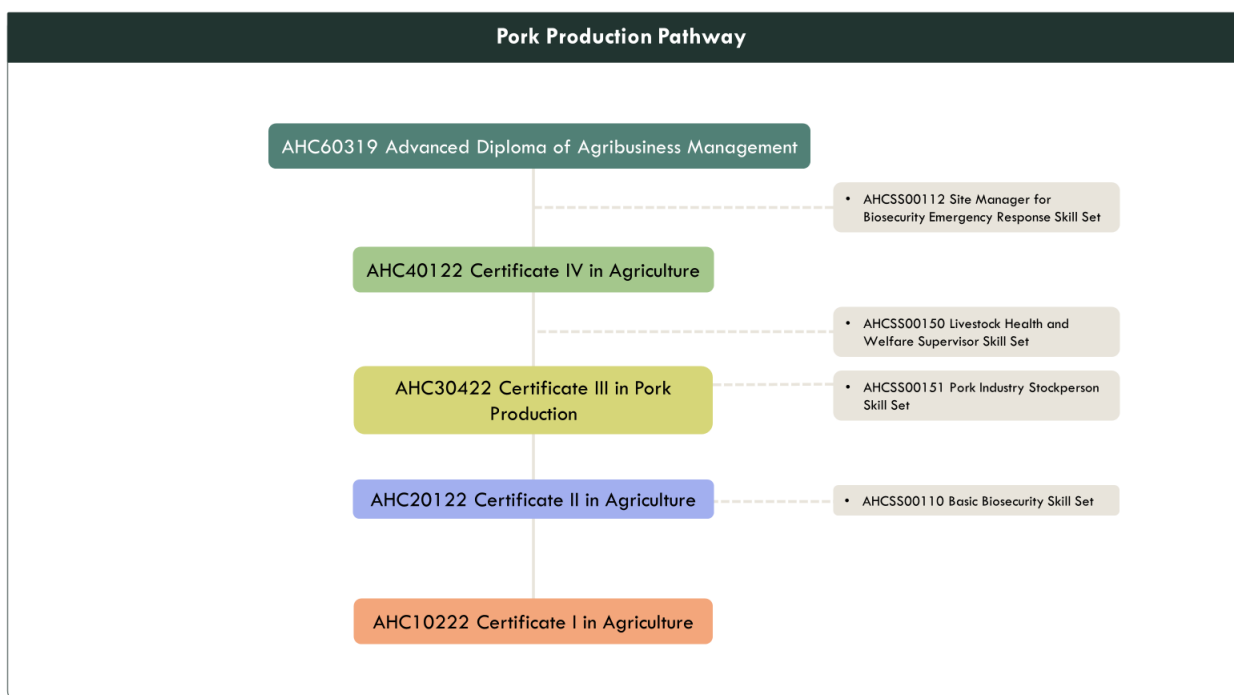 Pork Production Pathway
AHC60319 Advanced Diploma of Agribusiness Management
• AHCSS00112 Site Manager for
Biosecurity Emergency Response Skill Set
AHC40122 Certificate IV in Agriculture
• AHCSS00150 Livestock Health and
Welfare Supervisor Skill Set
AHC30422 Certificate III in Pork
Production
• AHCSS00151 Pork Industry Stockperson
Skill Set
AHC20122 Certificate II in Agriculture
• AHCSS00110 Basic Biosecurity Skill Set
AHC10222 Certificate I in Agriculture